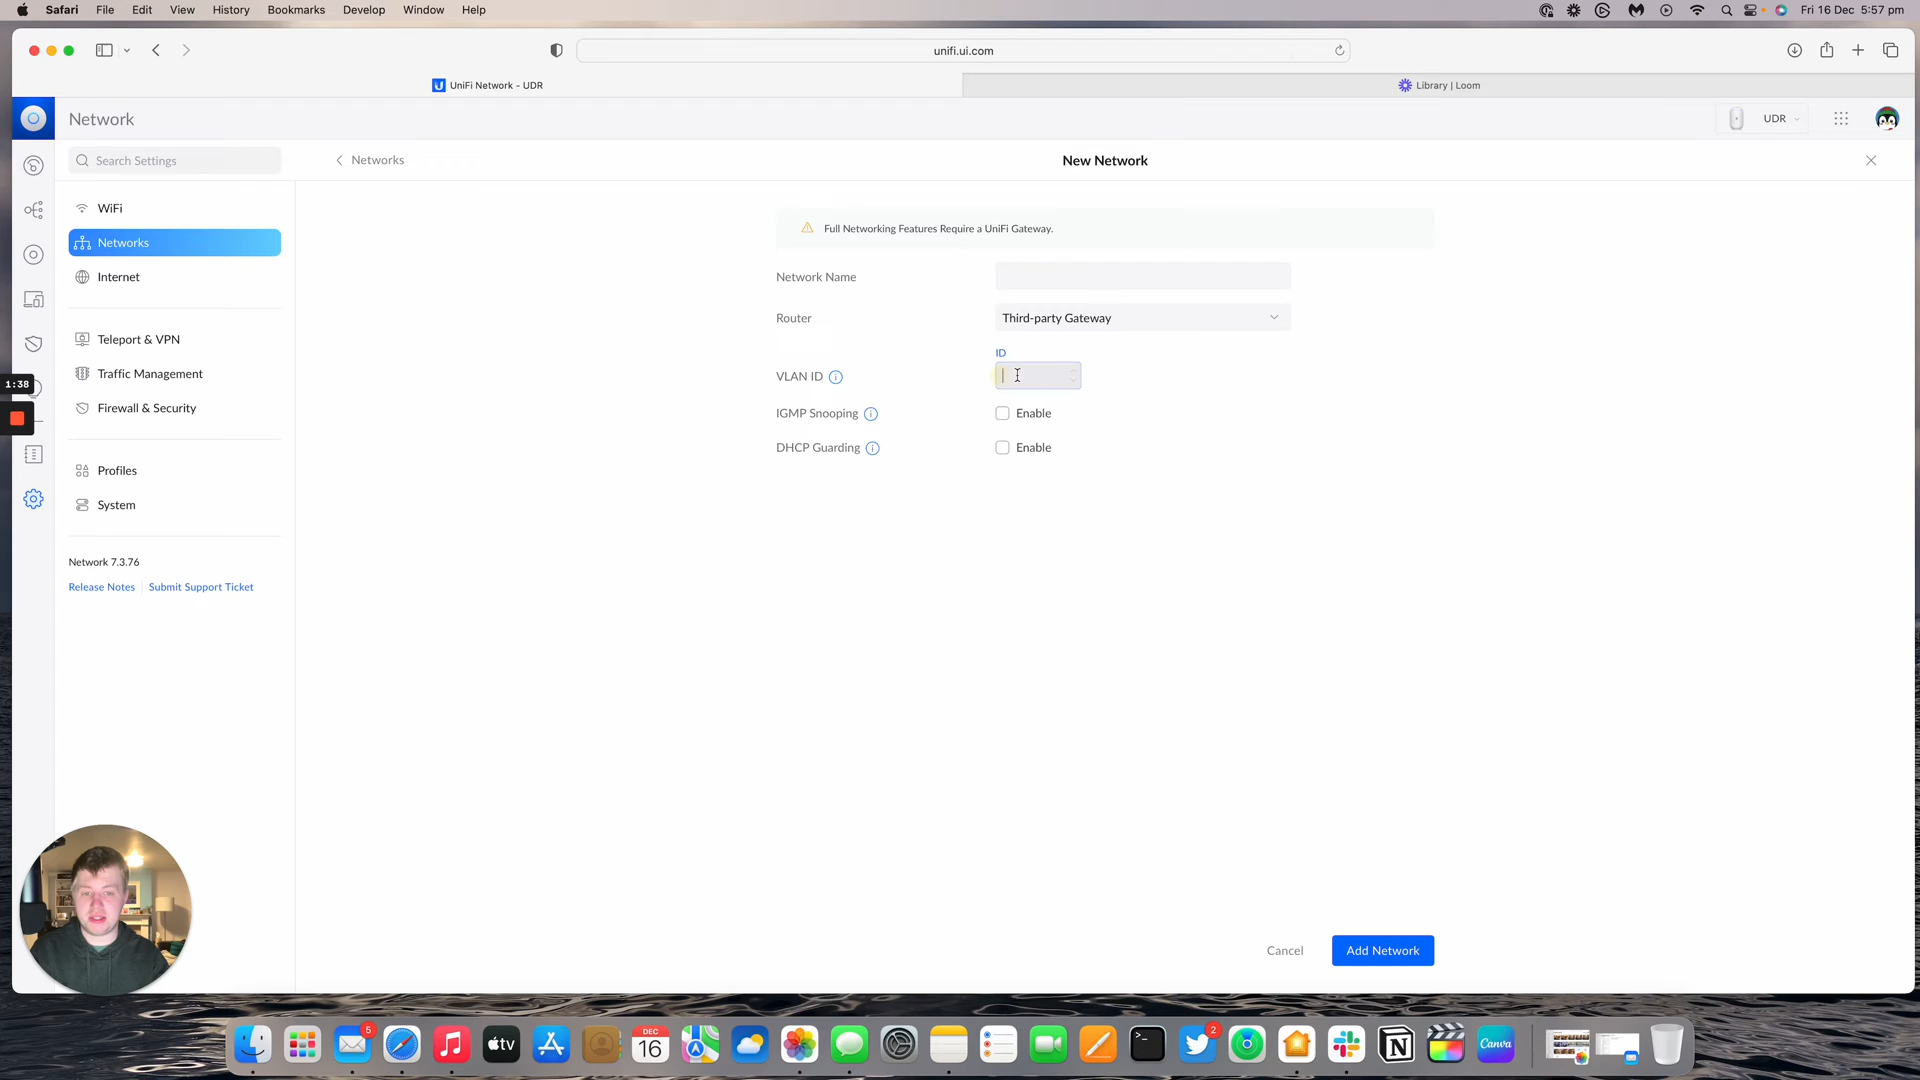 Safari File Edit View History Bookmarks Develop Window Help
Fri 16 Dec 5:57 pm
unifi.ui.com
UniFi Network - UDR
Library | Loom
Network
UDR
Search Settings
Networks
New Network
WiFi
Networks
Internet
Teleport & VPN
Traffic Management
Firewall & Security
Profiles
System
Network 7.3.76
Release Notes
Submit Support Ticket
1:38
Full Networking Features Require a UniFi Gateway.
Network Name
Router
Third-party Gateway
ID
VLAN ID
IGMP Snooping
Enable
DHCP Guarding
Enable
Cancel
Add Network
5
tv
DEC
16
2
Canva